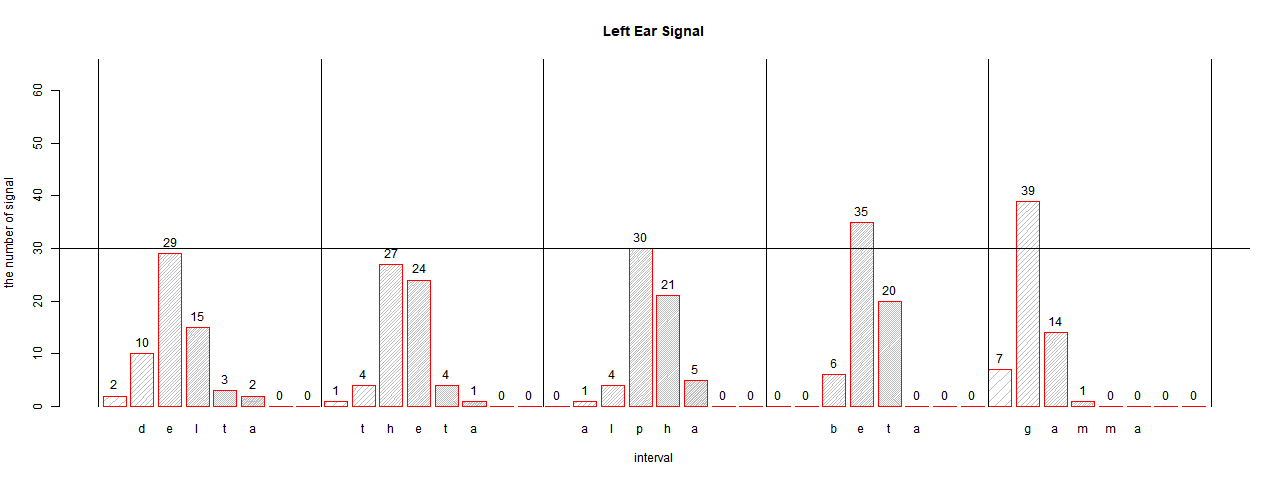 Left Ear Signal
the number of signal
60
50
40
30
20
10
0
2 10 29 15 3 2 0 0 1 4 27 24 4 1 0 0 0 1 4 30 21 5 0 0 0 0 6 35 20 0 0 0 7 39 14 1 0 0 0 0
d e l t a t h e t a a l p h a b e t a g a m m a
interval